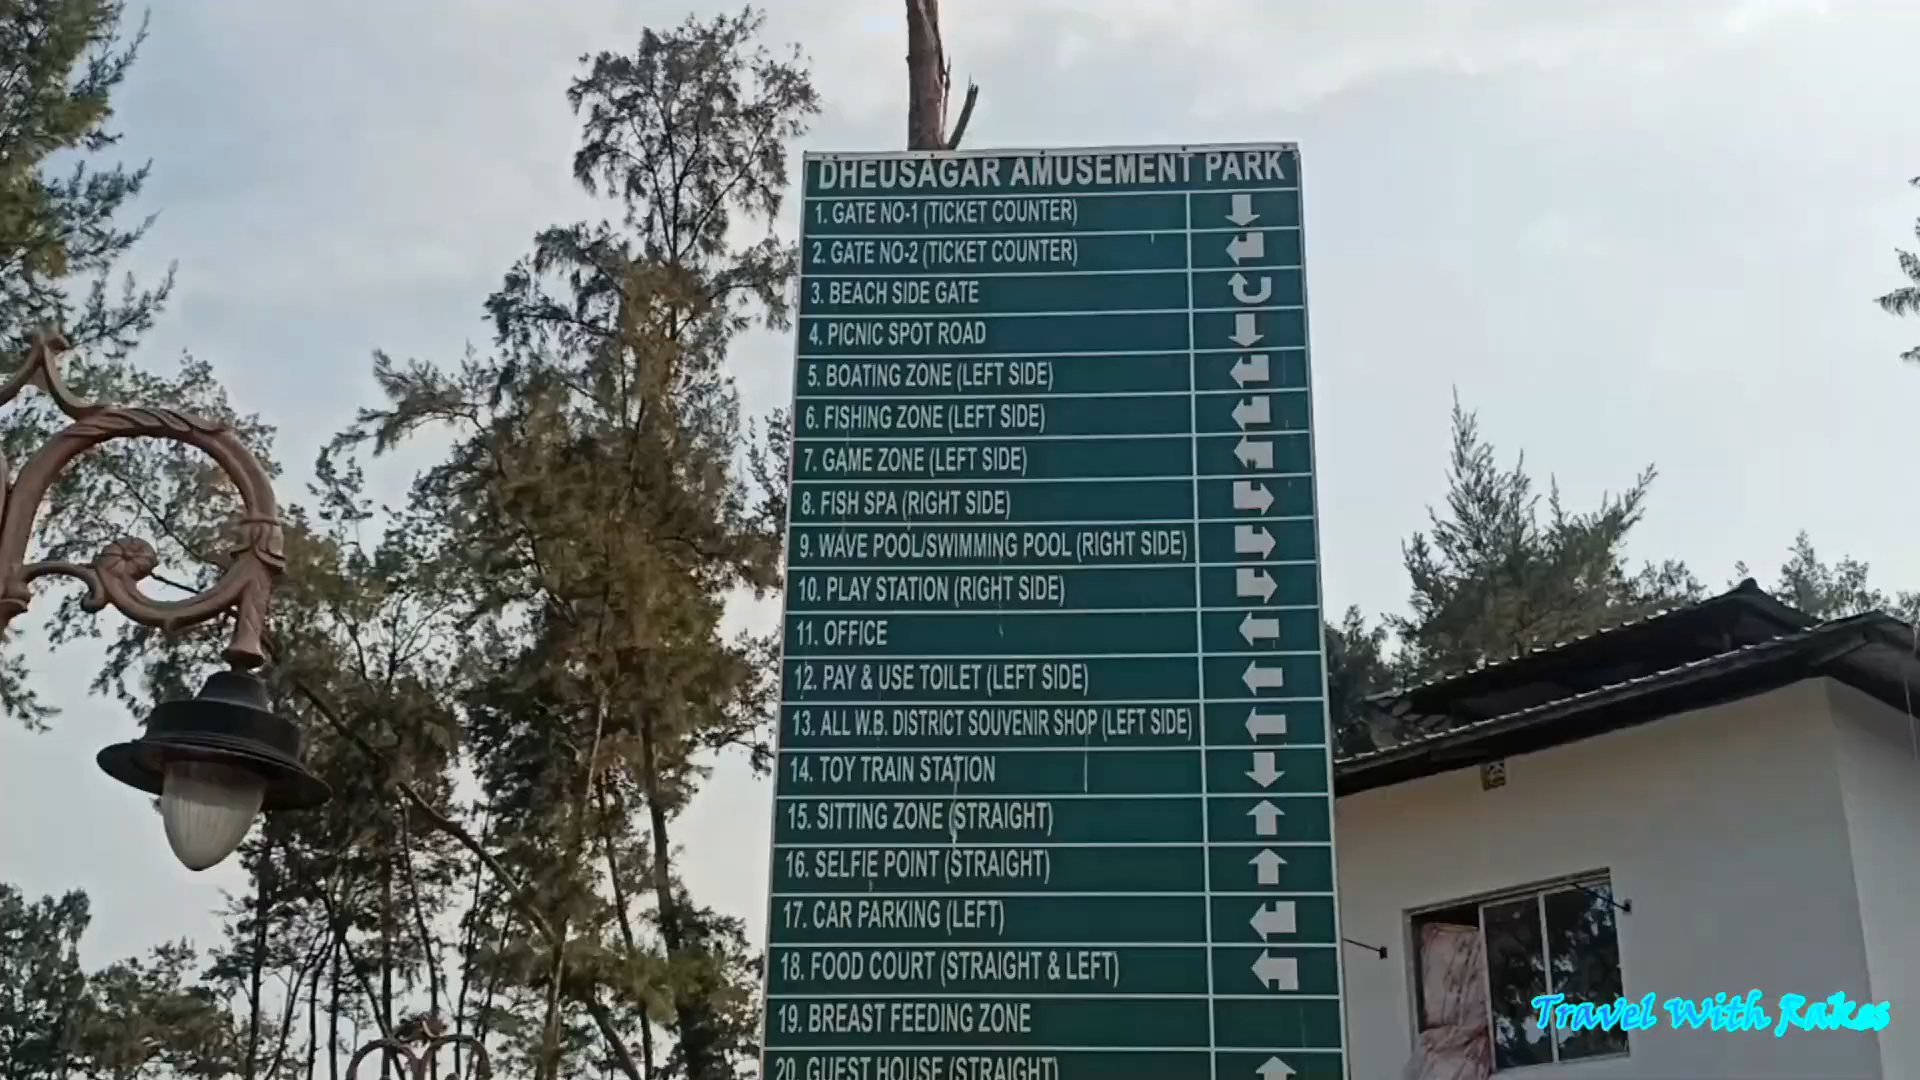 DHEUSAGAR AMUSEMENT PARK
1. GATE NO-1 (TICKET COUNTER)
2. GATE NO-2 (TICKET COUNTER)
3. BEACH SIDE GATE
4. PICNIC SPOT ROAD
5. BOATING ZONE (LEFT SIDE)
6. FISHING ZONE (LEFT SIDE)
7. GAME ZONE (LEFT SIDE)
8. FISH SPA (RIGHT SIDE)
9. WAVE POOL/SWIMMING POOL (RIGHT SIDE)
10. PLAY STATION (RIGHT SIDE)
11. OFFICE
12. PAY & USE TOILET (LEFT SIDE)
13. ALL W.B. DISTRICT SOUVENIR SHOP (LEFT SIDE)
14. TOY TRAIN STATION
15. SITTING ZONE (STRAIGHT)
16. SELFIE POINT (STRAIGHT)
17. CAR PARKING (LEFT)
18. FOOD COURT (STRAIGHT & LEFT)
19. BREAST FEEDING ZONE
20. GUEST HOUSE (STRAIGHT)
Travel With Rakes